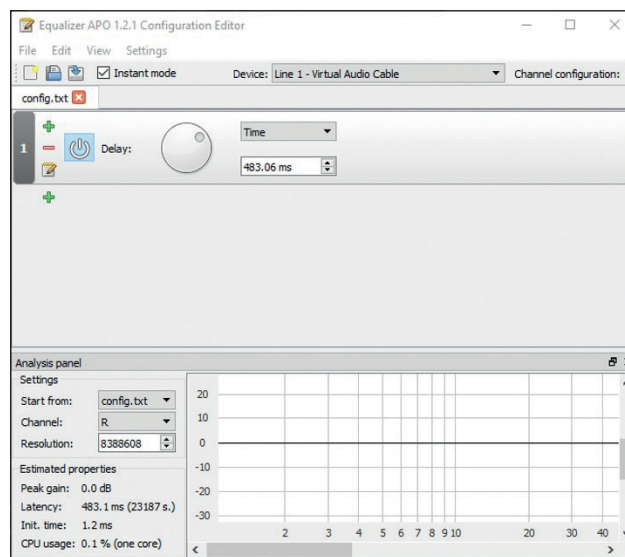 Equalizer APO 1.2.1 Configuration Editor
File Edit View Settings
Instant mode Device: Line 1 - Virtual Audio Cable Channel configuration:
config.txt
1 Delay: Time
483.06 ms
Analysis panel
Settings
Start from: config.txt
Channel: R
Resolution: 8388608
Estimated properties
Peak gain: 0.0 dB
Latency: 483.1 ms (23187 s.)
Init. time: 1.2 ms
CPU usage: 0.1 % (one core)
20
10
0
-10
-20
-30
2 3 4 5 6 7 8 9 10 20 30 40